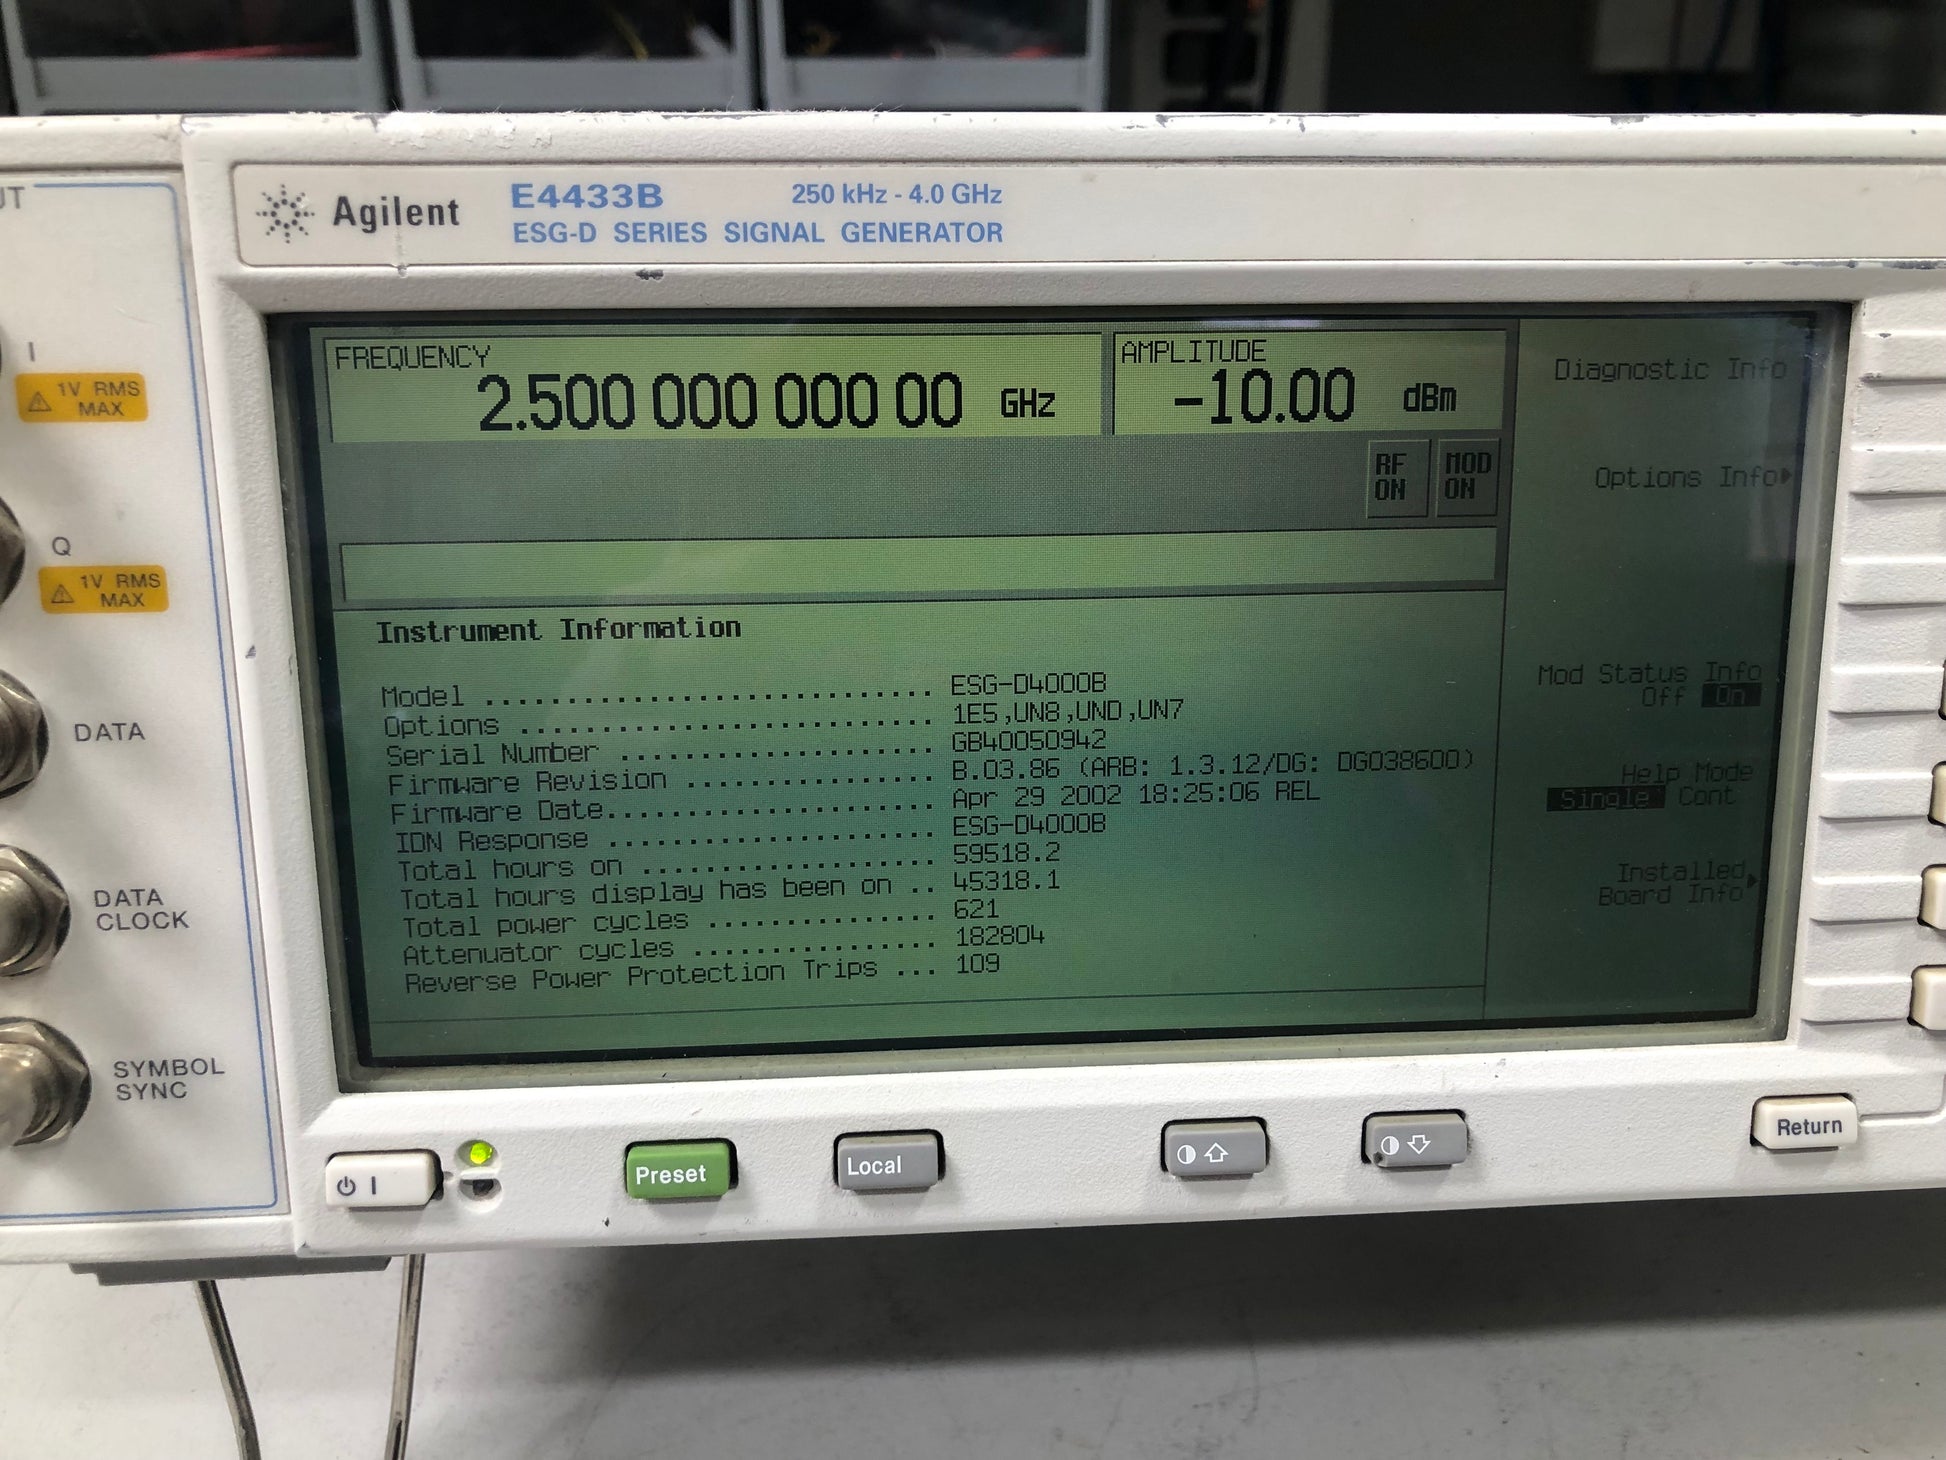 UT
I
1V RMS
MAX
Q
1V RMS
MAX
DATA
DATA
CLOCK
SYMBOL
SYNC
Agilent
E4433B 250 kHz - 4.0 GHz
ESG-D SERIES SIGNAL GENERATOR
FREQUENCY
2.500 000 000 00 GHz
AMPLITUDE
-10.00 dBm
RF
ON
MOD
ON
Instrument Information
Model .............................. ESG-D4000B
Options ............................ 1E5,UN8,UND,UN7
Serial Number ..................... GB40050942
Firmware Revision ................ B.03.86 (ARB: 1.3.12/DG: DG038600)
Firmware Date...................... Apr 29 2002 18:25:06 REL
IDN Response ...................... ESG-D4000B
Total hours on .................... 59518.2
Total hours display has been on .. 45318.1
Total power cycles ............... 621
Attenuator cycles ................ 182804
Reverse Power Protection Trips ... 109
Diagnostic Info
Options Info
Mod Status Info
Off On
Help Mode
Single Cont
Installed
Board Info
Preset
Local
Return